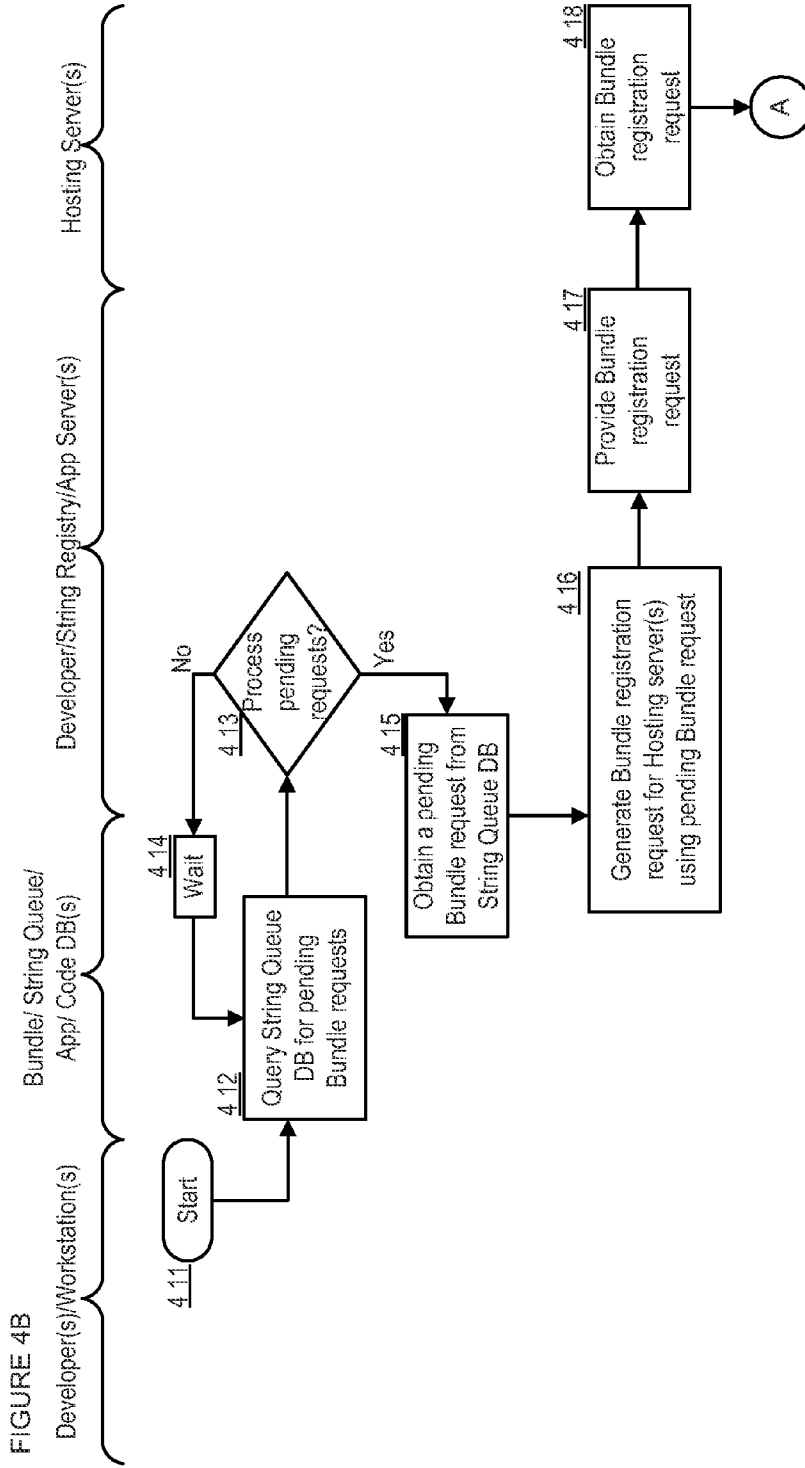 FIGURE 4B
Developer(s)/Workstation(s)
Bundle/ String Queue/
App/ Code DB(s)
Developer/String Registry/App Server(s)
Hosting Server(s)
4 11
Start
4 12
Query String Queue
DB for pending
Bundle requests
4 14
Wait
4 13
Process
pending
requests?
No
Yes
4 15
Obtain a pending
Bundle request from
String Queue DB
4 16
Generate Bundle registration
request for Hosting server(s)
using pending Bundle request
4 17
Provide Bundle
registration
request
4 18
Obtain Bundle
registration
request
A